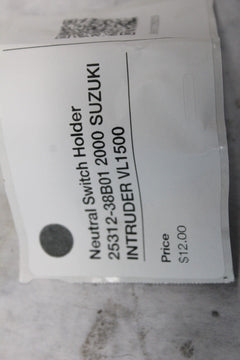 Neutral Switch Holder
25312-38B01 2000 SUZUKI
INTRUDER VL1500
Price
$12.00